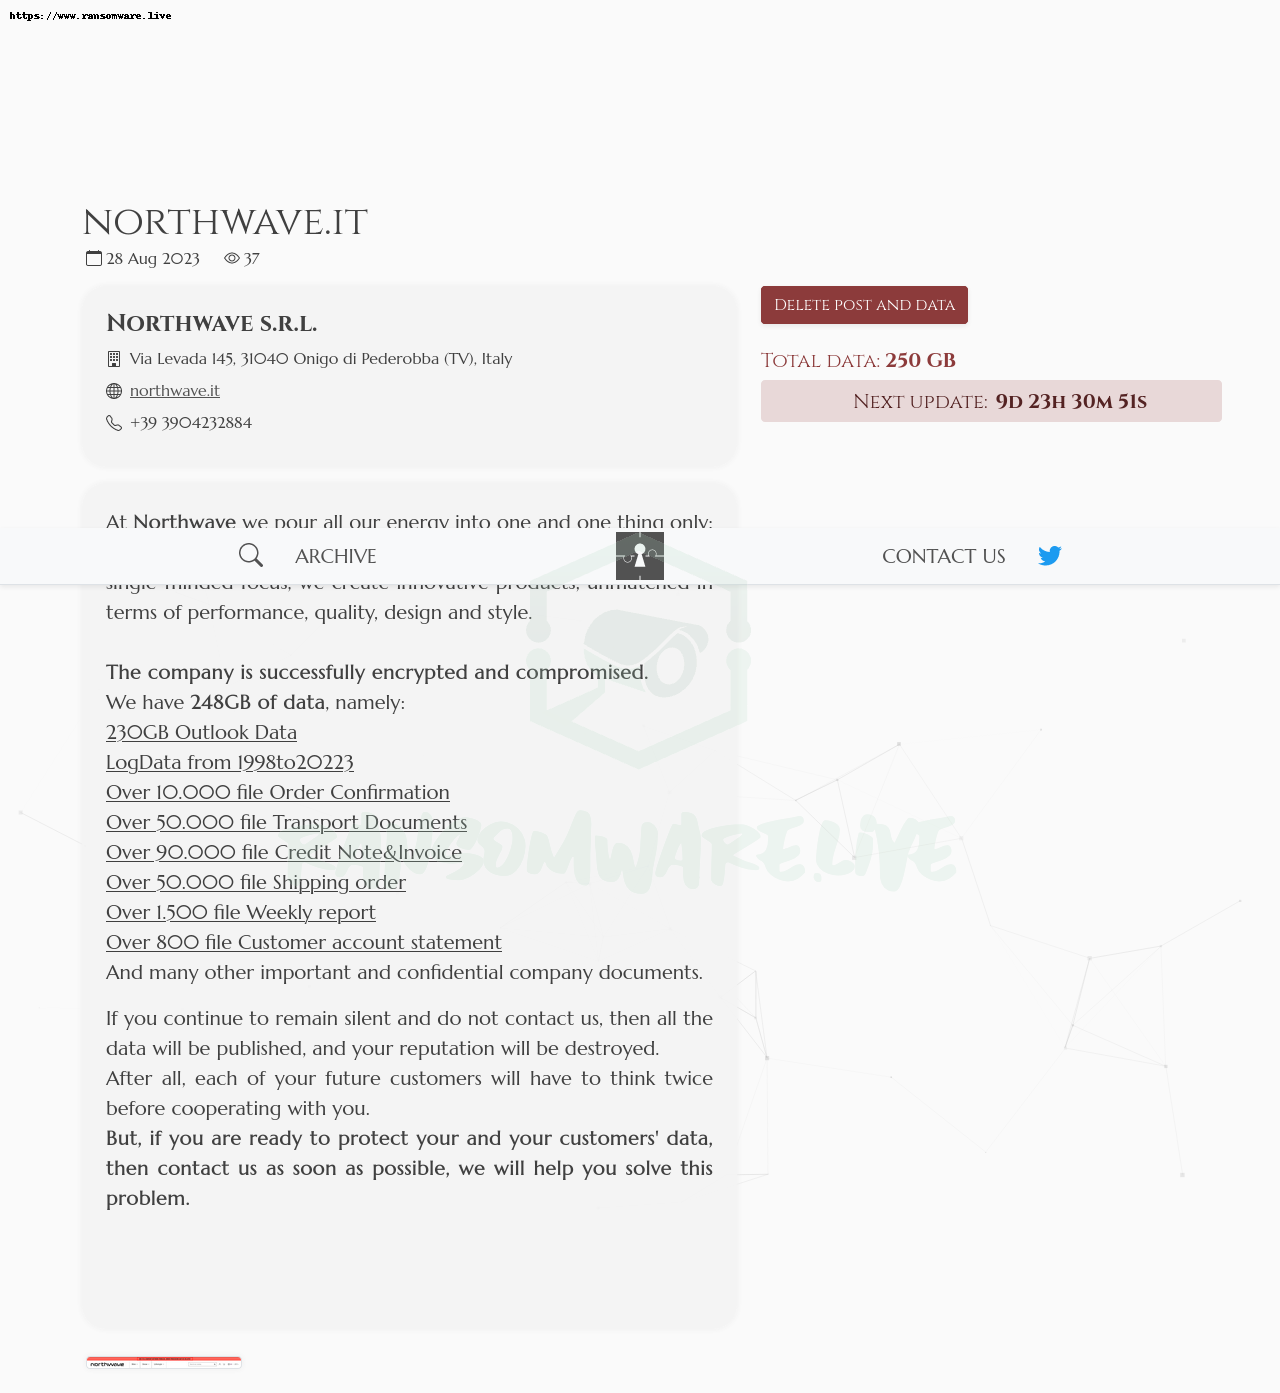 https://www.ransomware.live
NORTHWAVE.IT
28 Aug 2023 37
NORTHWAVE S.R.L.
Via Levada 145, 31040 Onigo di Pederobba (TV), Italy
northwave.it
+39 3904232884
DELETE POST AND DATA
TOTAL DATA: 250 GB
NEXT UPDATE: 9D 23H 30M 51S
At Northwave we pour all our energy into one and one thing only:
ARCHIVE
CONTACT US
single-minded focus, we create innovative products, unmatched in
terms of performance, quality, design and style.
The company is successfully encrypted and compromised.
We have 248GB of data, namely:
230GB Outlook Data
LogData from 1998to20223
Over 10.000 file Order Confirmation
Over 50.000 file Transport Documents
Over 90.000 file Credit Note&Invoice
Over 50.000 file Shipping order
Over 1.500 file Weekly report
Over 800 file Customer account statement
And many other important and confidential company documents.
If you continue to remain silent and do not contact us, then all the
data will be published, and your reputation will be destroyed.
After all, each of your future customers will have to think twice
before cooperating with you.
But, if you are ready to protect your and your customers' data,
then contact us as soon as possible, we will help you solve this
problem.
RANSOMWARE.LIVE
northwave